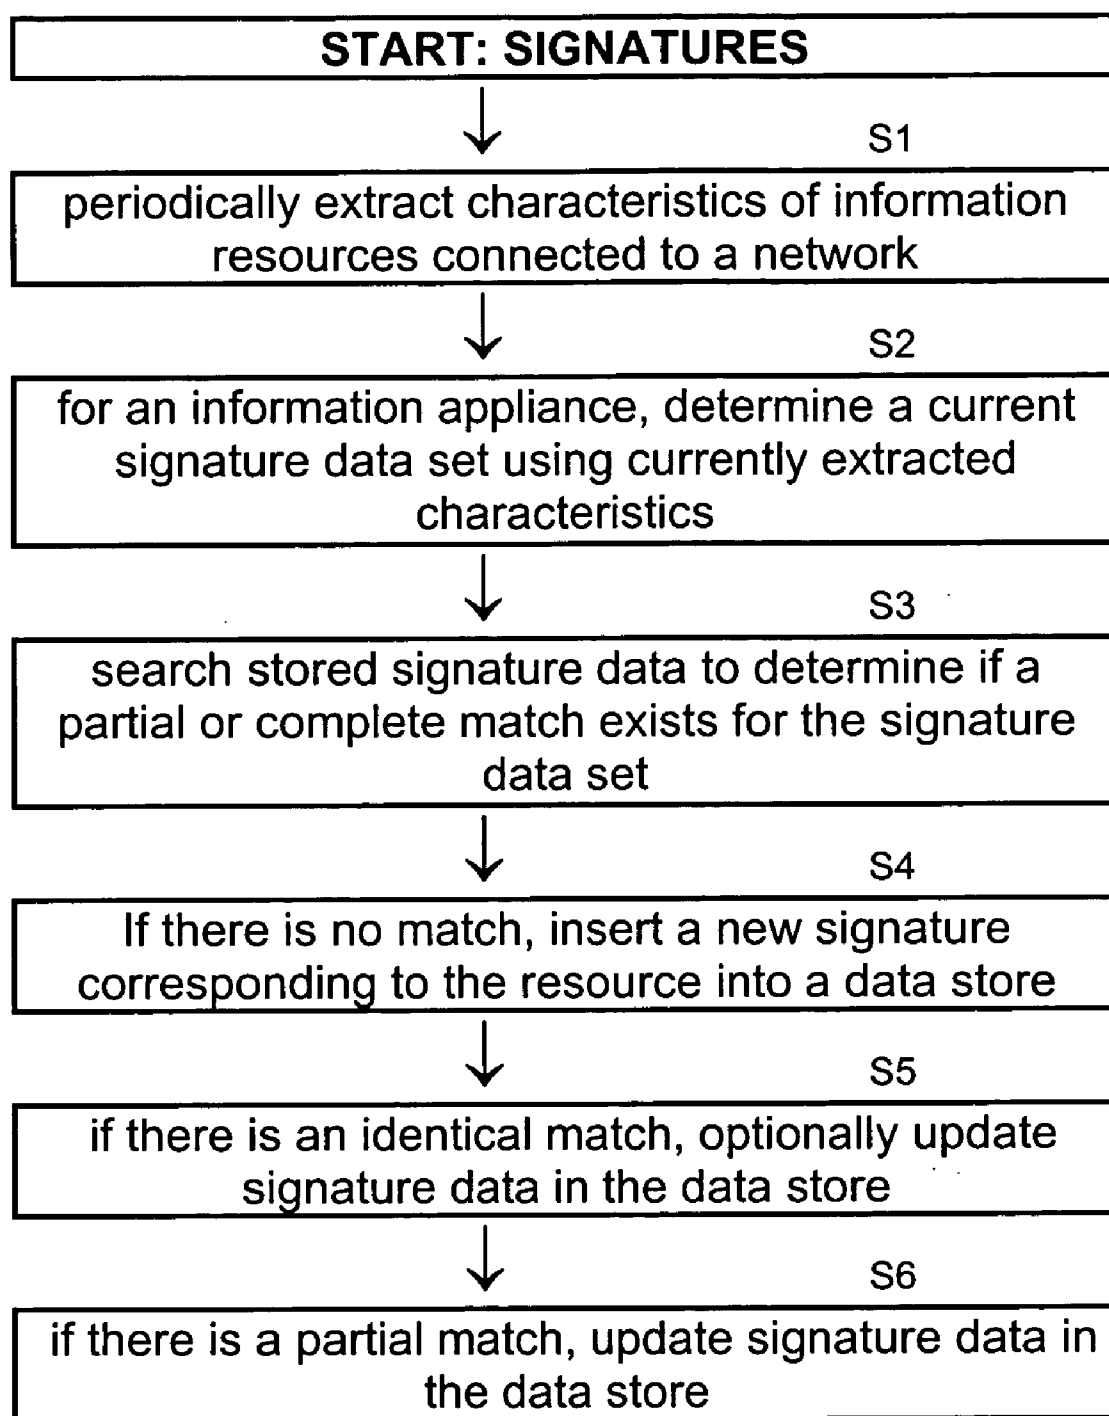 START: SIGNATURES
S1
periodically extract characteristics of information
resources connected to a network
S2
for an information appliance, determine a current
signature data set using currently extracted
characteristics
S3
search stored signature data to determine if a
partial or complete match exists for the signature
data set
S4
If there is no match, insert a new signature
corresponding to the resource into a data store
S5
if there is an identical match, optionally update
signature data in the data store
S6
if there is a partial match, update signature data in
the data store